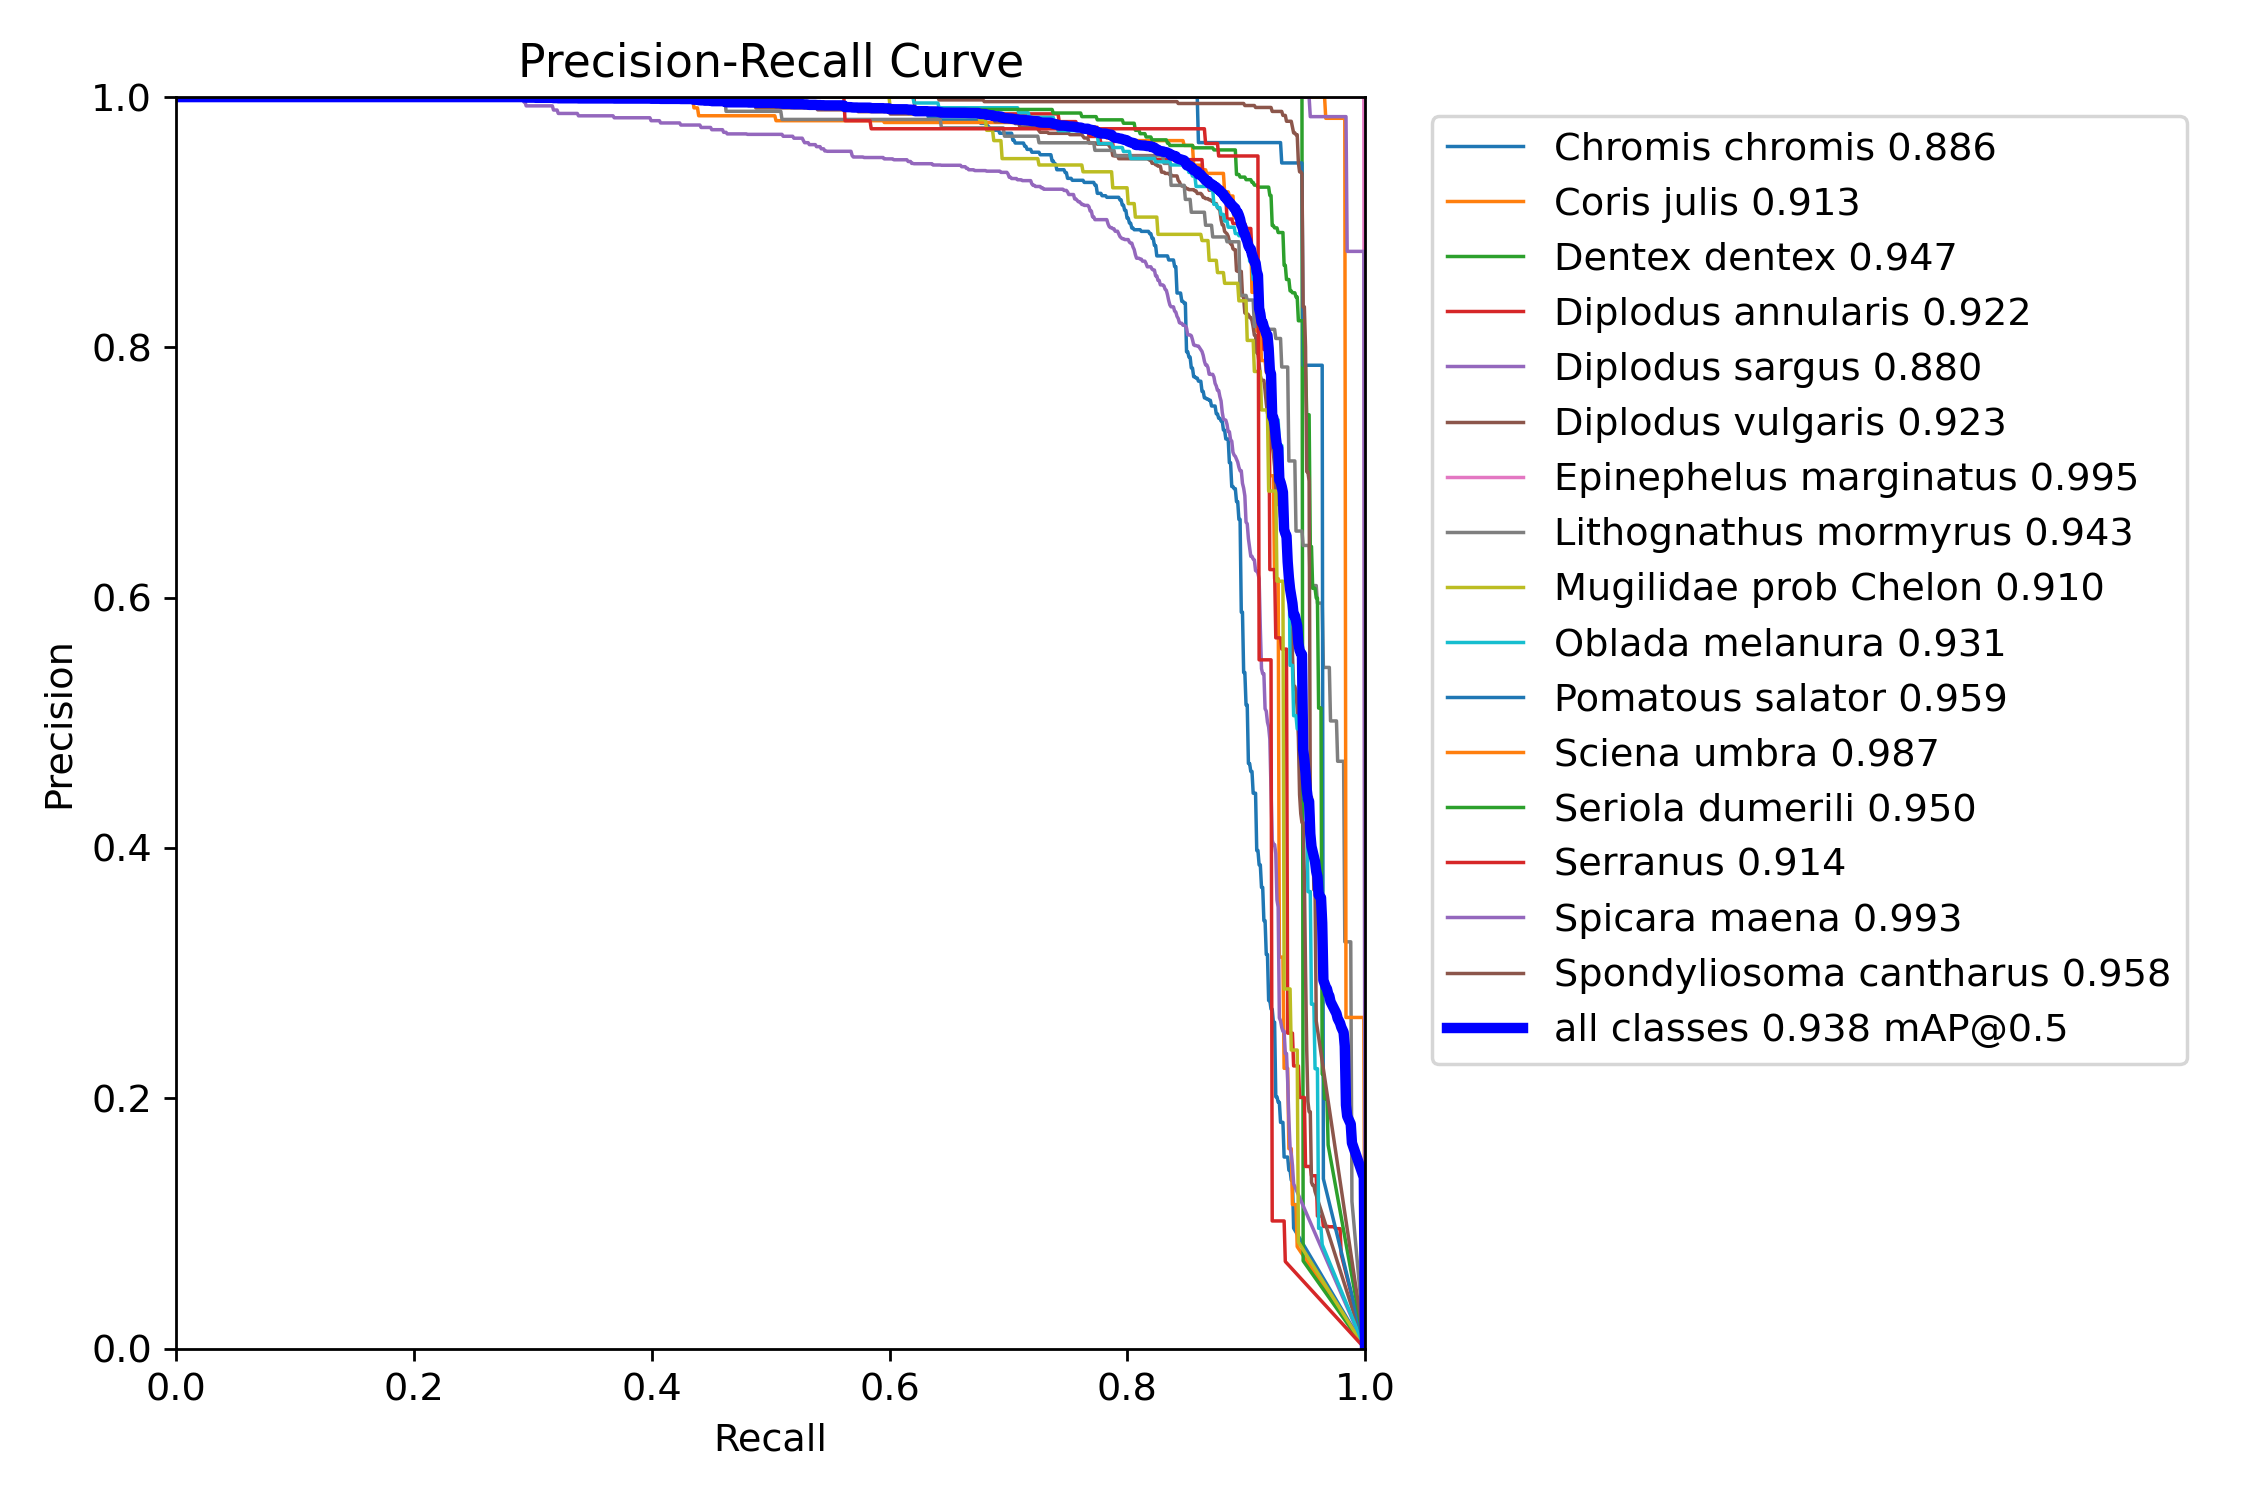 Precision-Recall Curve
1.0
0.8
0.6
0.4
0.2
0.0
Precision
0.0 0.2 0.4 0.6 0.8 1.0
Recall
Chromis chromis 0.886
Coris julis 0.913
Dentex dentex 0.947
Diplodus annularis 0.922
Diplodus sargus 0.880
Diplodus vulgaris 0.923
Epinephelus marginatus 0.995
Lithognathus mormyrus 0.943
Mugilidae prob Chelon 0.910
Oblada melanura 0.931
Pomatous salator 0.959
Sciena umbra 0.987
Seriola dumerili 0.950
Serranus 0.914
Spicara maena 0.993
Spondyliosoma cantharus 0.958
all classes 0.938 mAP@0.5